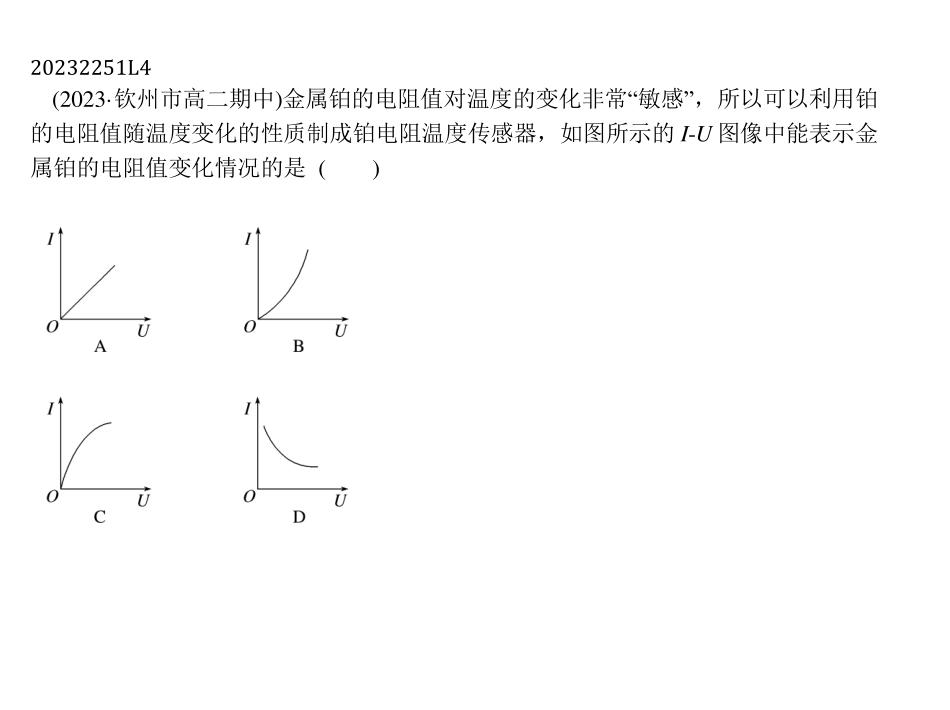 20232251L4
(2023·钦州市高二期中)金属铂的电阻值对温度的变化非常“敏感”，所以可以利用铂
的电阻值随温度变化的性质制成铂电阻温度传感器，如图所示的 I-U 图像中能表示金
属铂的电阻值变化情况的是 (　　)
I I
O U O U
A B
I I
O U O U
C D